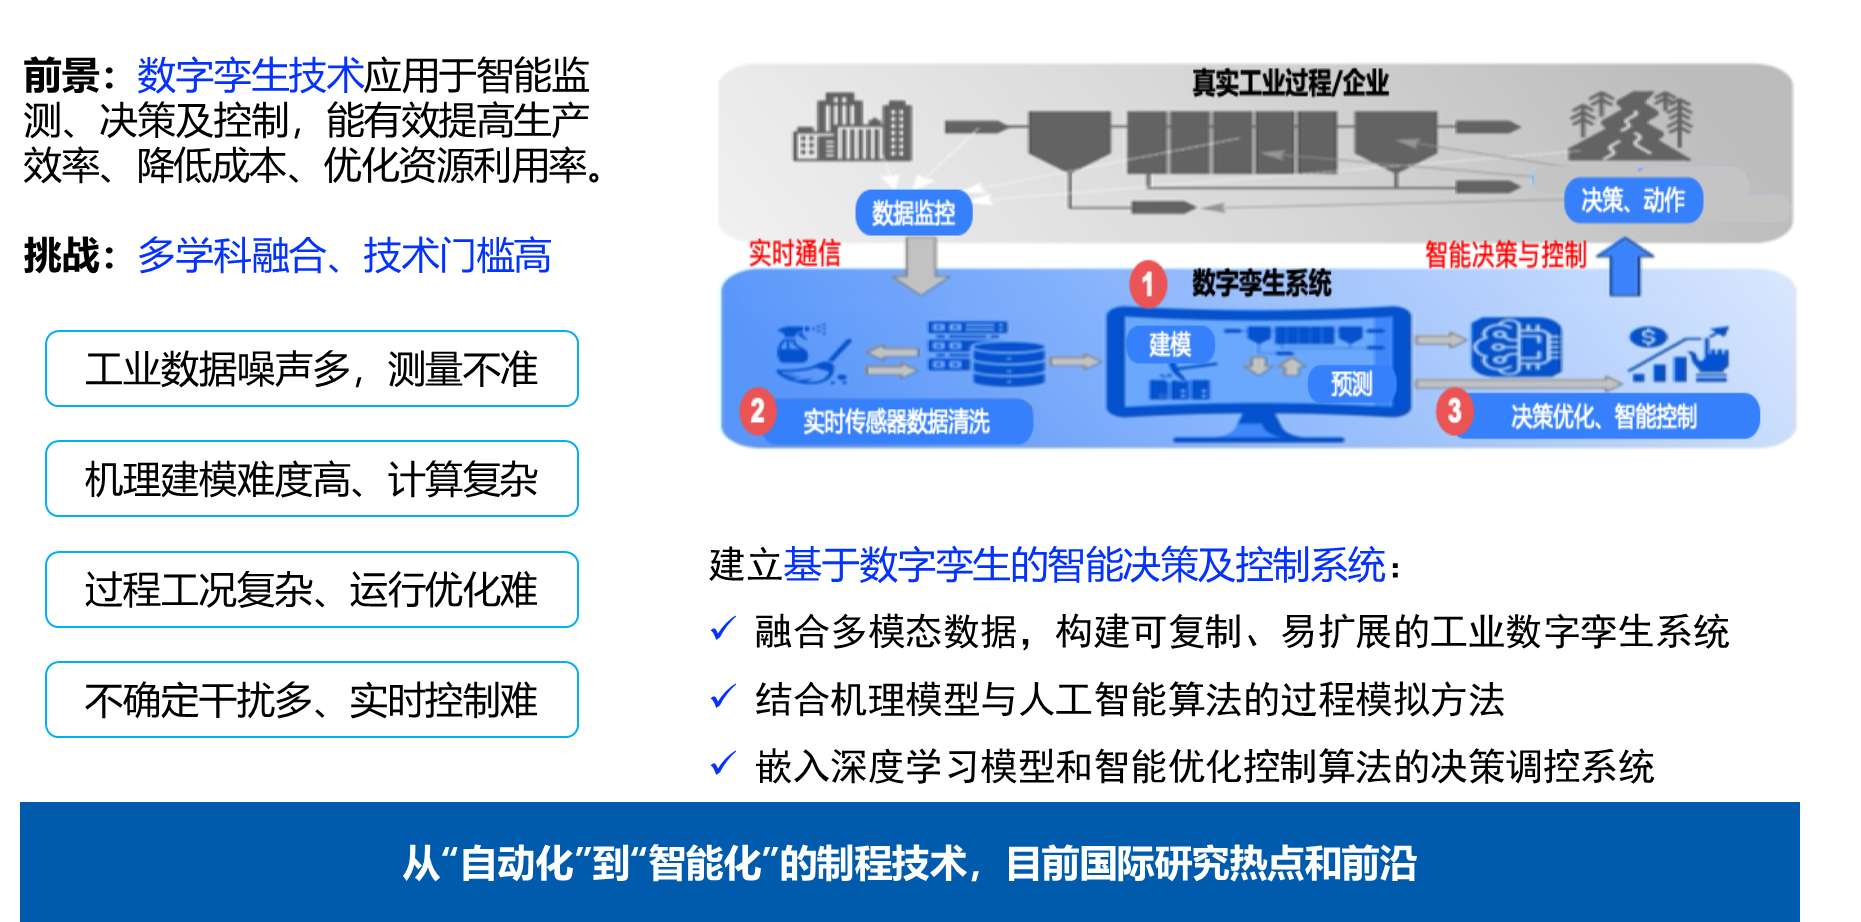 前景：数字孪生技术应用于智能监
测、决策及控制，能有效提高生产
效率、降低成本、优化资源利用率。
挑战：多学科融合、技术门槛高
工业数据噪声多，测量不准
机理建模难度高、计算复杂
过程工况复杂、运行优化难
不确定干扰多、实时控制难
真实工业过程/企业
数据监控
决策、动作
实时通信
智能决策与控制
1
数字孪生系统
建模
预测
2
实时传感器数据清洗
3
决策优化、智能控制
建立基于数字孪生的智能决策及控制系统：
✓ 融合多模态数据，构建可复制、易扩展的工业数字孪生系统
✓ 结合机理模型与人工智能算法的过程模拟方法
✓ 嵌入深度学习模型和智能优化控制算法的决策调控系统
从“自动化”到“智能化”的制程技术，目前国际研究热点和前沿